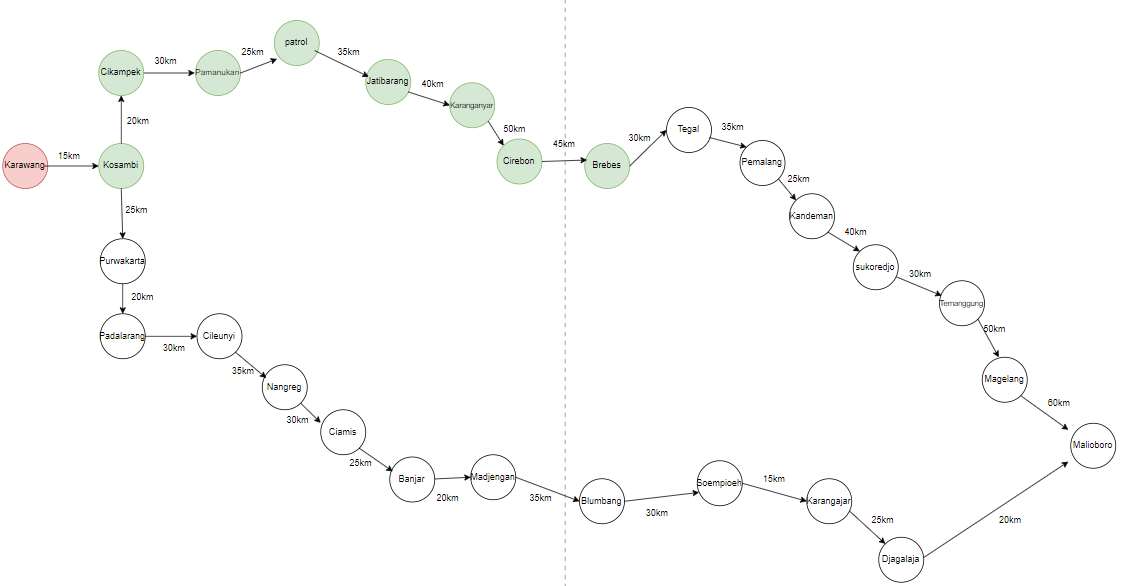 patrol
25km
35km
30km
Cikampek
Pamanukan
Jatibarang
40km
Karanganyar
20km
50km
45km
30km
Tegal
35km
15km
Karawang
Kosambi
Cirebon
Brebes
Pemalang
25km
25km
Kandeman
40km
Purwakarta
sukoredjo
30km
20km
Temanggung
50km
Padalarang
Cileunyi
30km
35km
Nangreg
Magelang
30km
60km
Ciamis
Malioboro
25km
Banjar
Madjengan
20km
35km
Blumbang
30km
Soempioeh
15km
Karangajar
25km
20km
Djagalaja